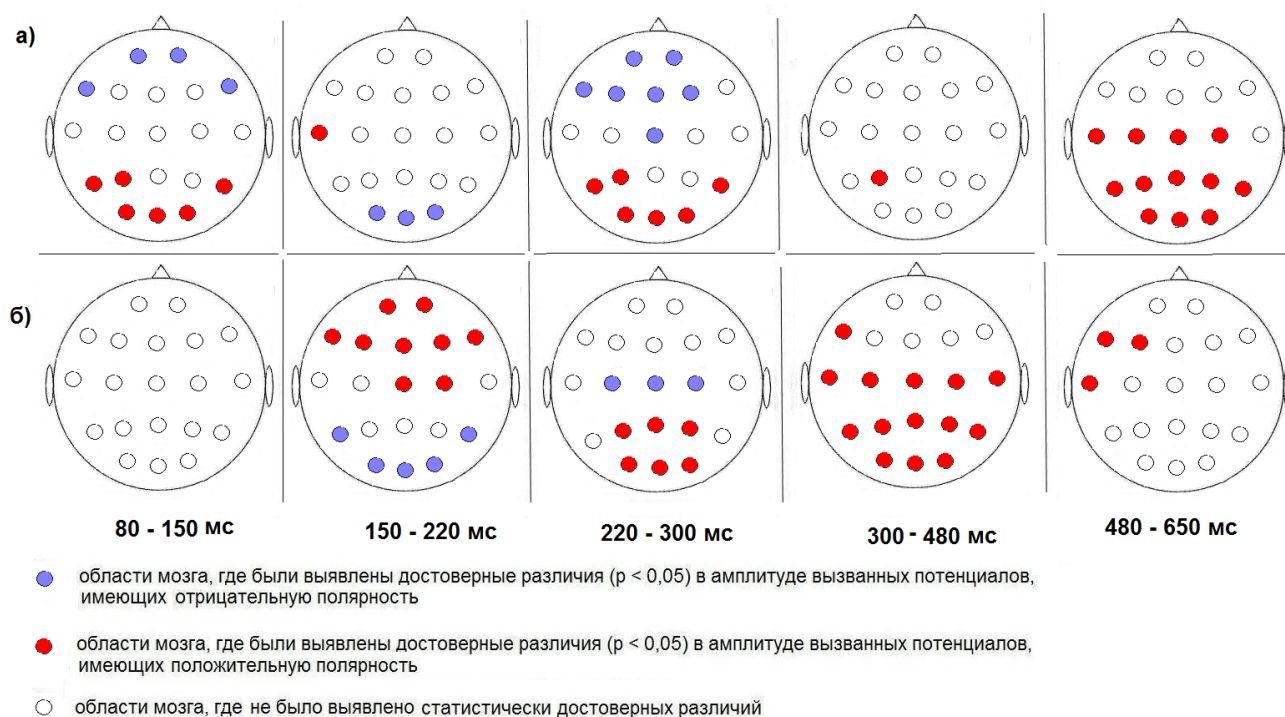 а)
б)
80 - 150 мс
150 - 220 мс
220 - 300 мс
300 - 480 мс
480 - 650 мс
области мозга, где были выявлены достоверные различия (p < 0,05) в амплитуде вызванных потенциалов,
имеющих отрицательную полярность
области мозга, где были выявлены достоверные различия (p < 0,05) в амплитуде вызванных потенциалов,
имеющих положительную полярность
области мозга, где не было выявлено статистически достоверных различий